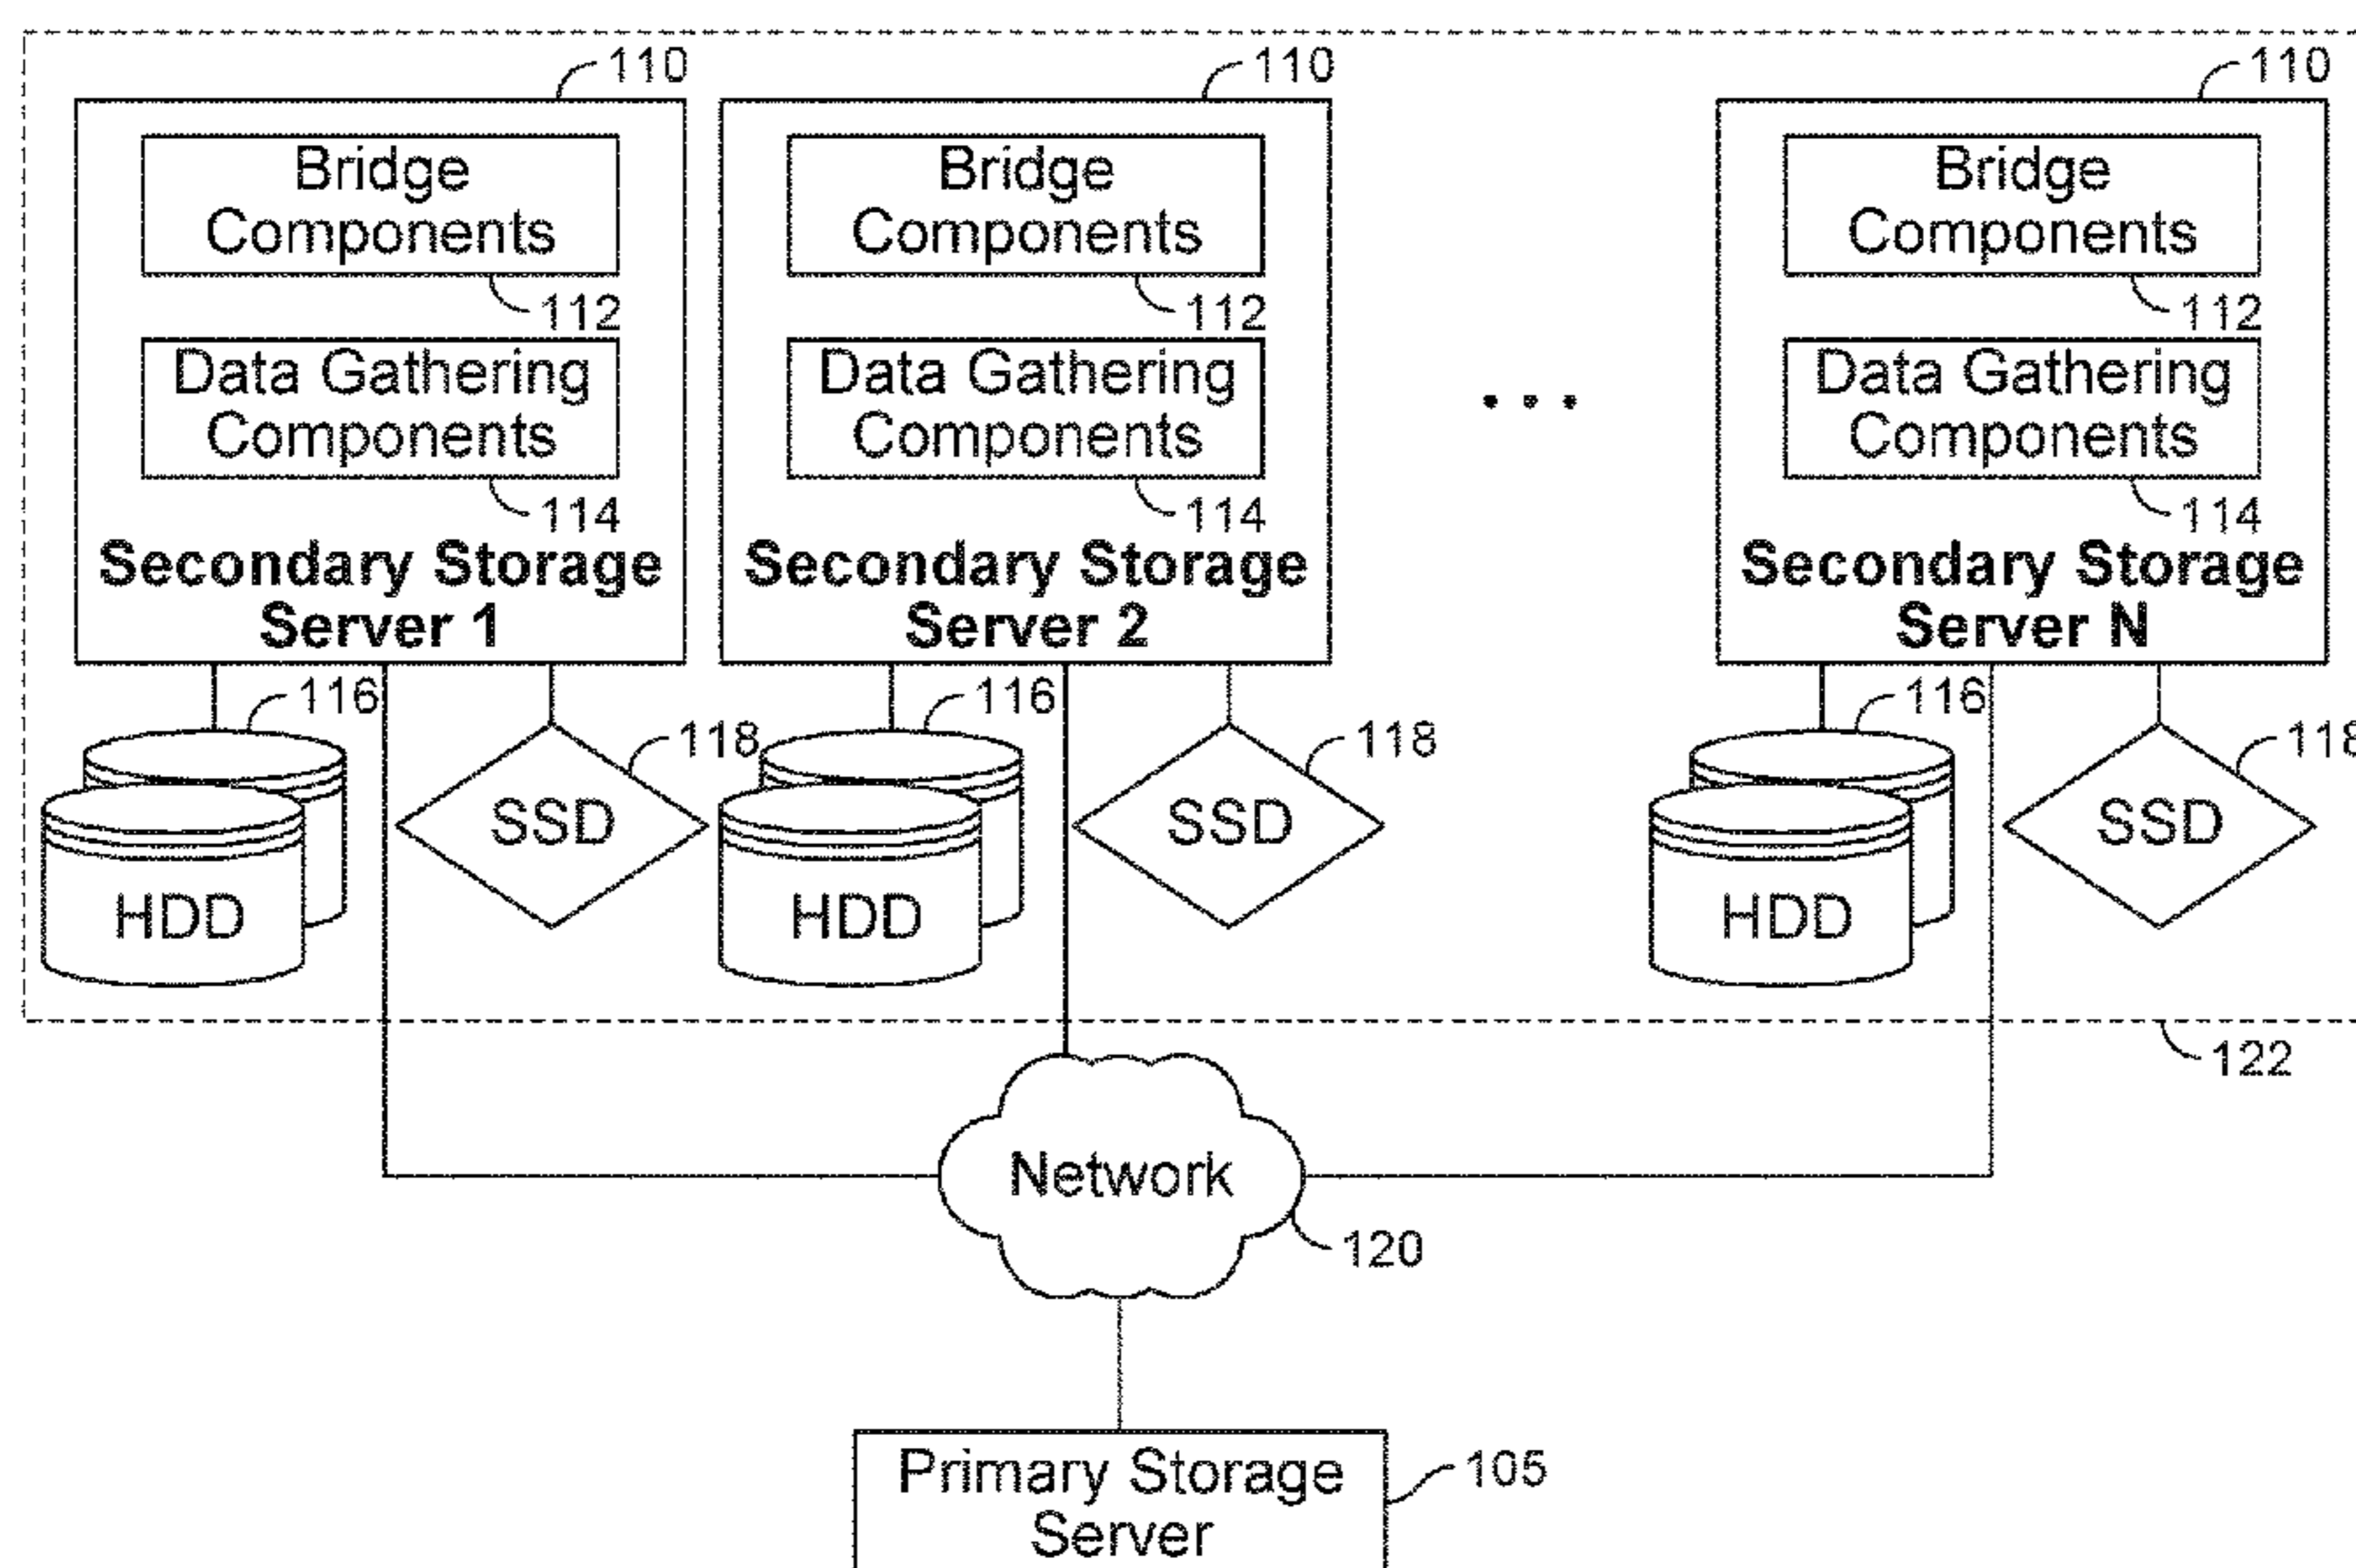 110
110
110
Bridge
Components
112
Data Gathering
Components
114
Secondary Storage
Server 1
Bridge
Components
112
Data Gathering
Components
114
Secondary Storage
Server 2
...
Bridge
Components
112
Data Gathering
Components
114
Secondary Storage
Server N
116
118
HDD
SSD
116
118
HDD
SSD
116
118
HDD
SSD
122
Network
120
Primary Storage
Server
105